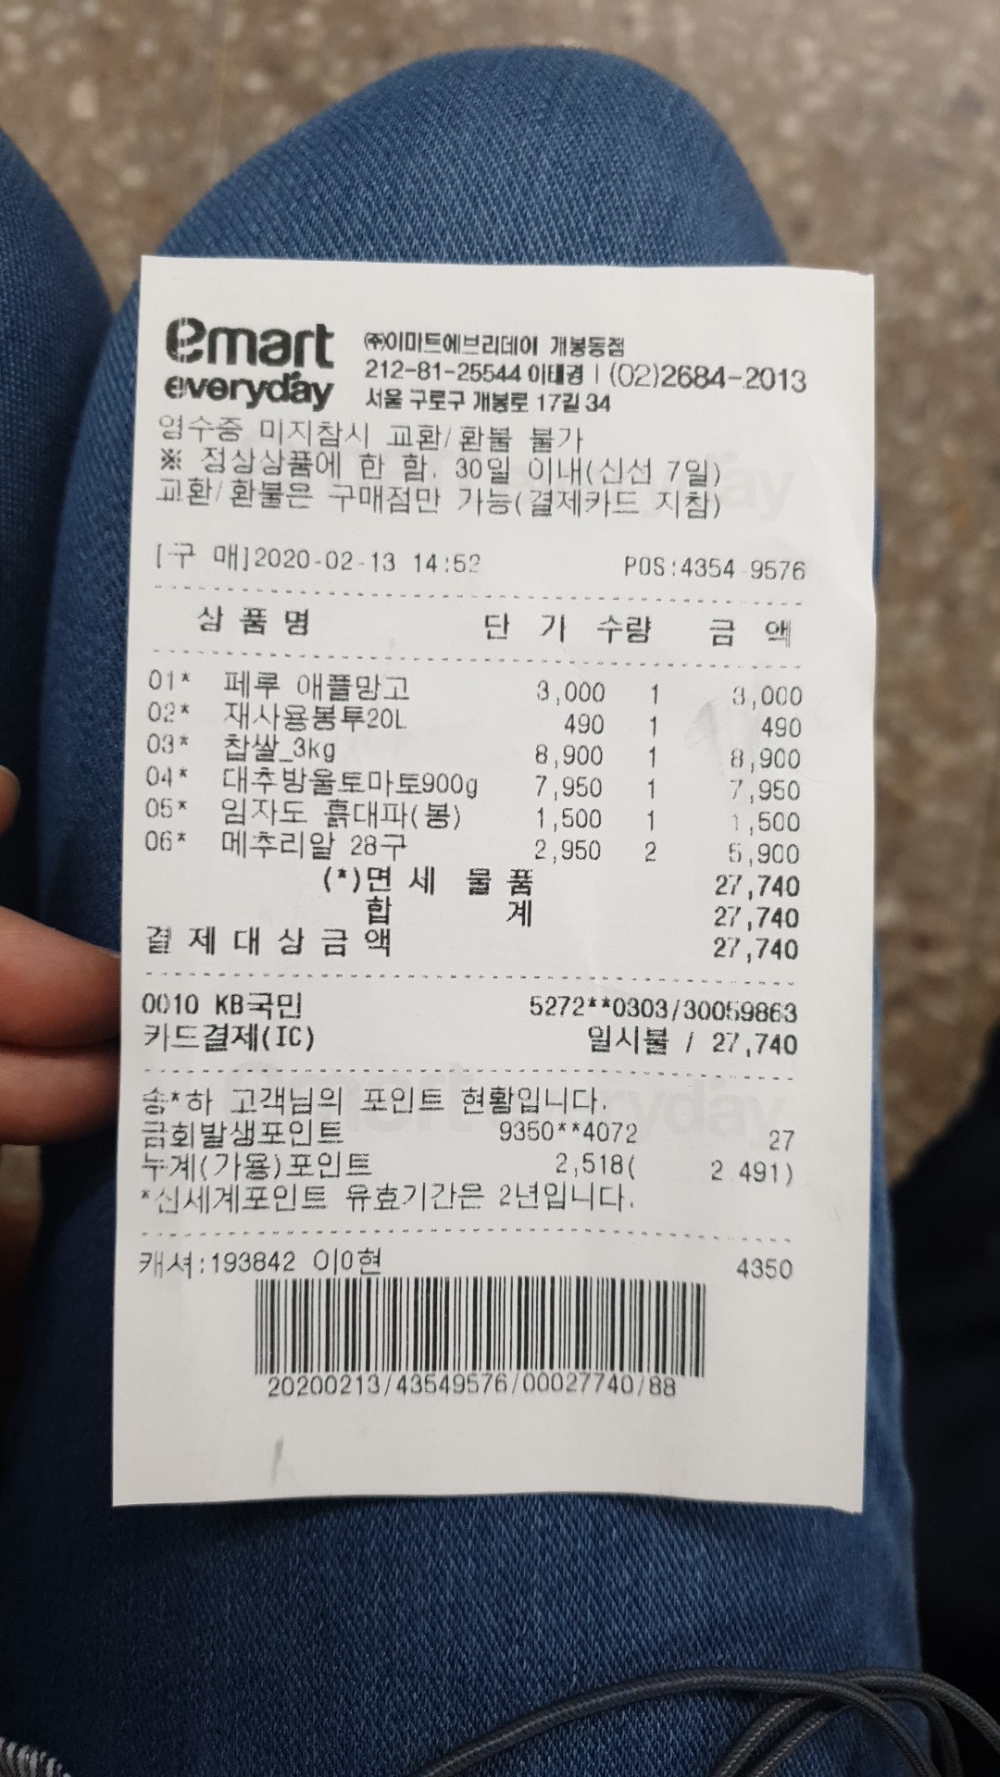 emart
everyday
㈜이마트에브리데이 개봉동점
212-81-25544 이태경 | (02)2684-2013
서울 구로구 개봉로 17길 34
영수증 미지참시 교환/환불 불가
※ 정상상품에 한 함, 30일 이내(신선 7일)
교환/환불은 구매점만 가능(결제카드 지참)
[구 매]2020-02-13 14:52 POS:4354-9576
상 품 명 단 가 수량 금 액
01* 페루 애플망고 3,000 1 3,000
02* 재사용봉투20L 490 1 490
03* 찹쌀_3kg 8,900 1 8,900
04* 대추방울토마토900g 7,950 1 7,950
05* 임자도 흙대파(봉) 1,500 1 1,500
06* 메추리알 28구 2,950 2 5,900
(*)면 세 물 품 27,740
합 계 27,740
결 제 대 상 금 액 27,740
0010 KB국민 5272**0303/30059863
카드결제(IC) 일시불 / 27,740
송*하 고객님의 포인트 현황입니다.
금회발생포인트 9350**4072 27
누계(가용)포인트 2,518( 2,491)
*신세계포인트 유효기간은 2년입니다.
캐셔:193842 이0현 4350
20200213/43549576/00027740/88